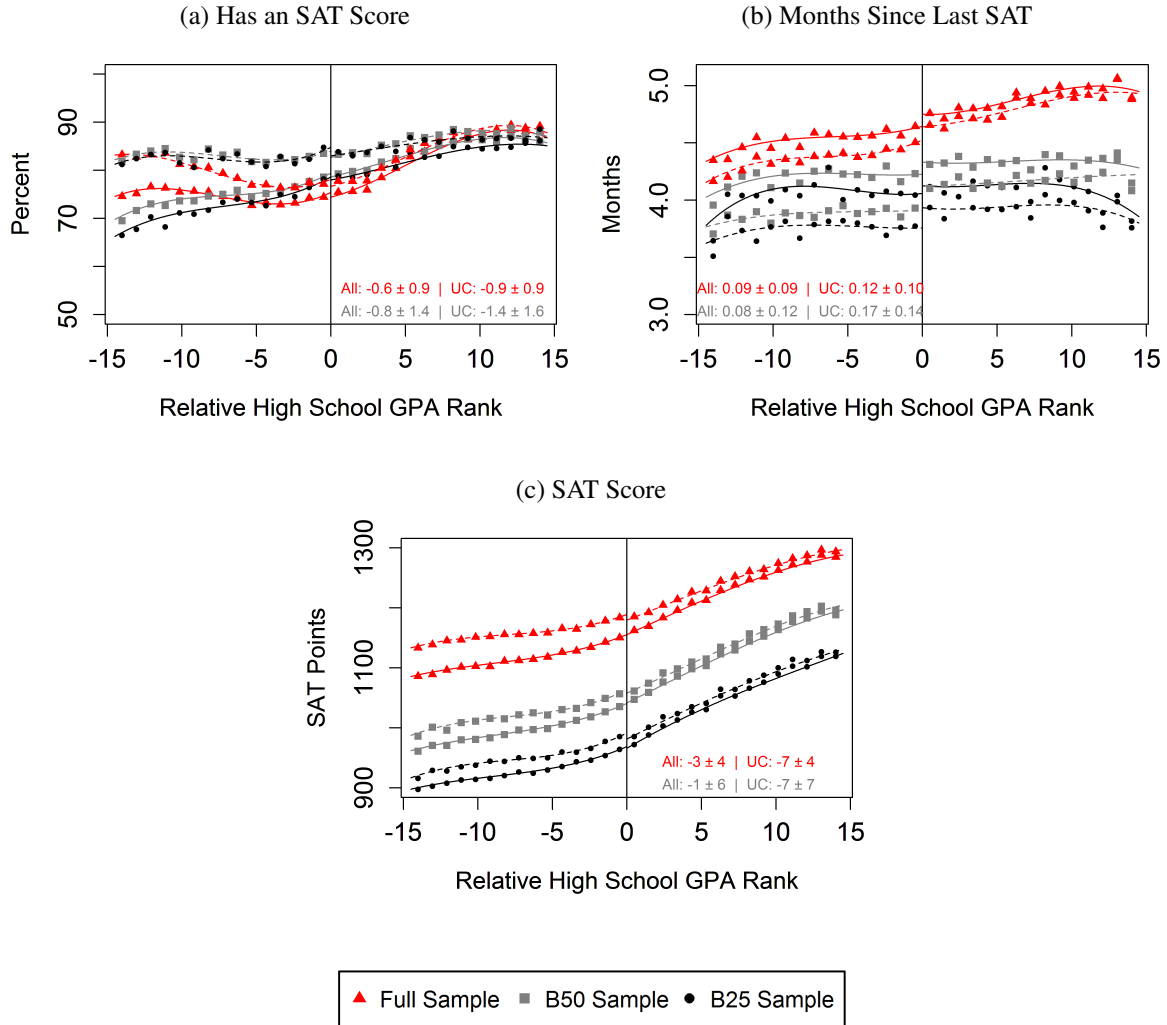 (a) Has an SAT Score
Percent
50
70
90
All: -0.6 ± 0.9 | UC: -0.9 ± 0.9
All: -0.8 ± 1.4 | UC: -1.4 ± 1.6
-15 -10 -5 0 5 10 15
Relative High School GPA Rank
(b) Months Since Last SAT
Months
3.0
4.0
5.0
All: 0.09 ± 0.09 | UC: 0.12 ± 0.10
All: 0.08 ± 0.12 | UC: 0.17 ± 0.14
-15 -10 -5 0 5 10 15
Relative High School GPA Rank
(c) SAT Score
SAT Points
900
1100
1300
All: -3 ± 4 | UC: -7 ± 4
All: -1 ± 6 | UC: -7 ± 7
-15 -10 -5 0 5 10 15
Relative High School GPA Rank
Full Sample B50 Sample B25 Sample